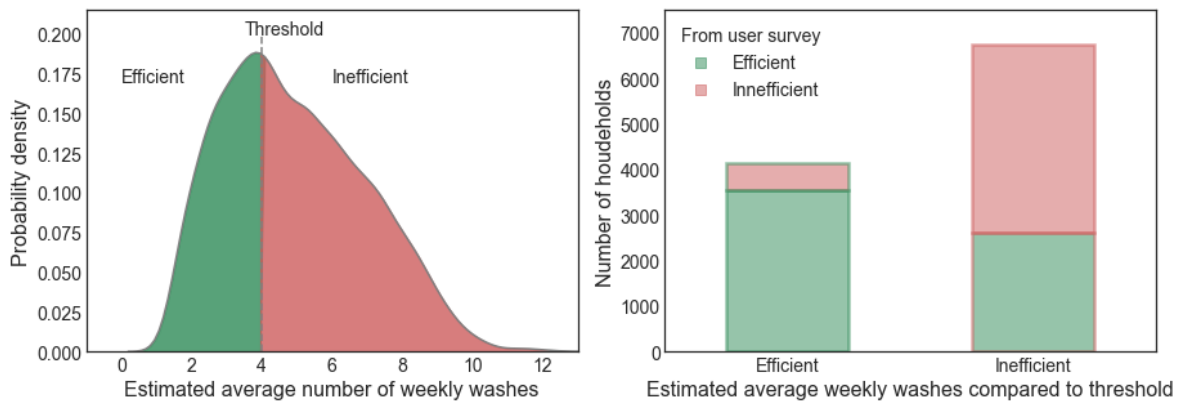 Threshold
Efficient
Inefficient
0.200
0.175
0.150
0.125
0.100
0.075
0.050
0.025
0.000
Probability density
0 2 4 6 8 10 12
Estimated average number of weekly washes
From user survey
Efficient
Innefficient
7000
6000
5000
4000
3000
2000
1000
0
Number of houdeholds
Efficient Inefficient
Estimated average weekly washes compared to threshold